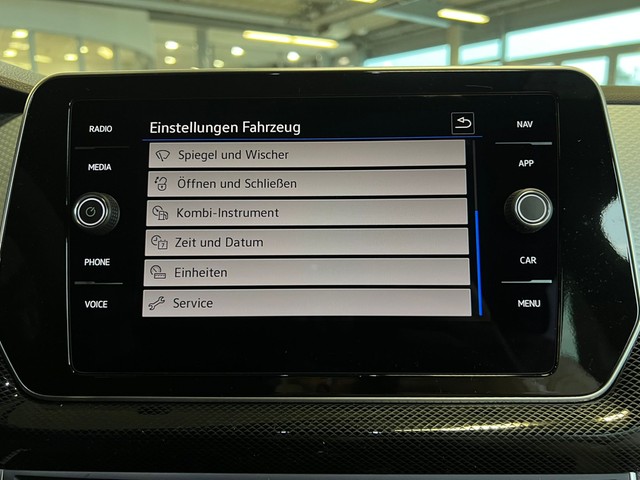 RADIO
MEDIA
PHONE
VOICE
Einstellungen Fahrzeug
Spiegel und Wischer
Öffnen und Schließen
Kombi-Instrument
Zeit und Datum
Einheiten
Service
NAV
APP
CAR
MENU